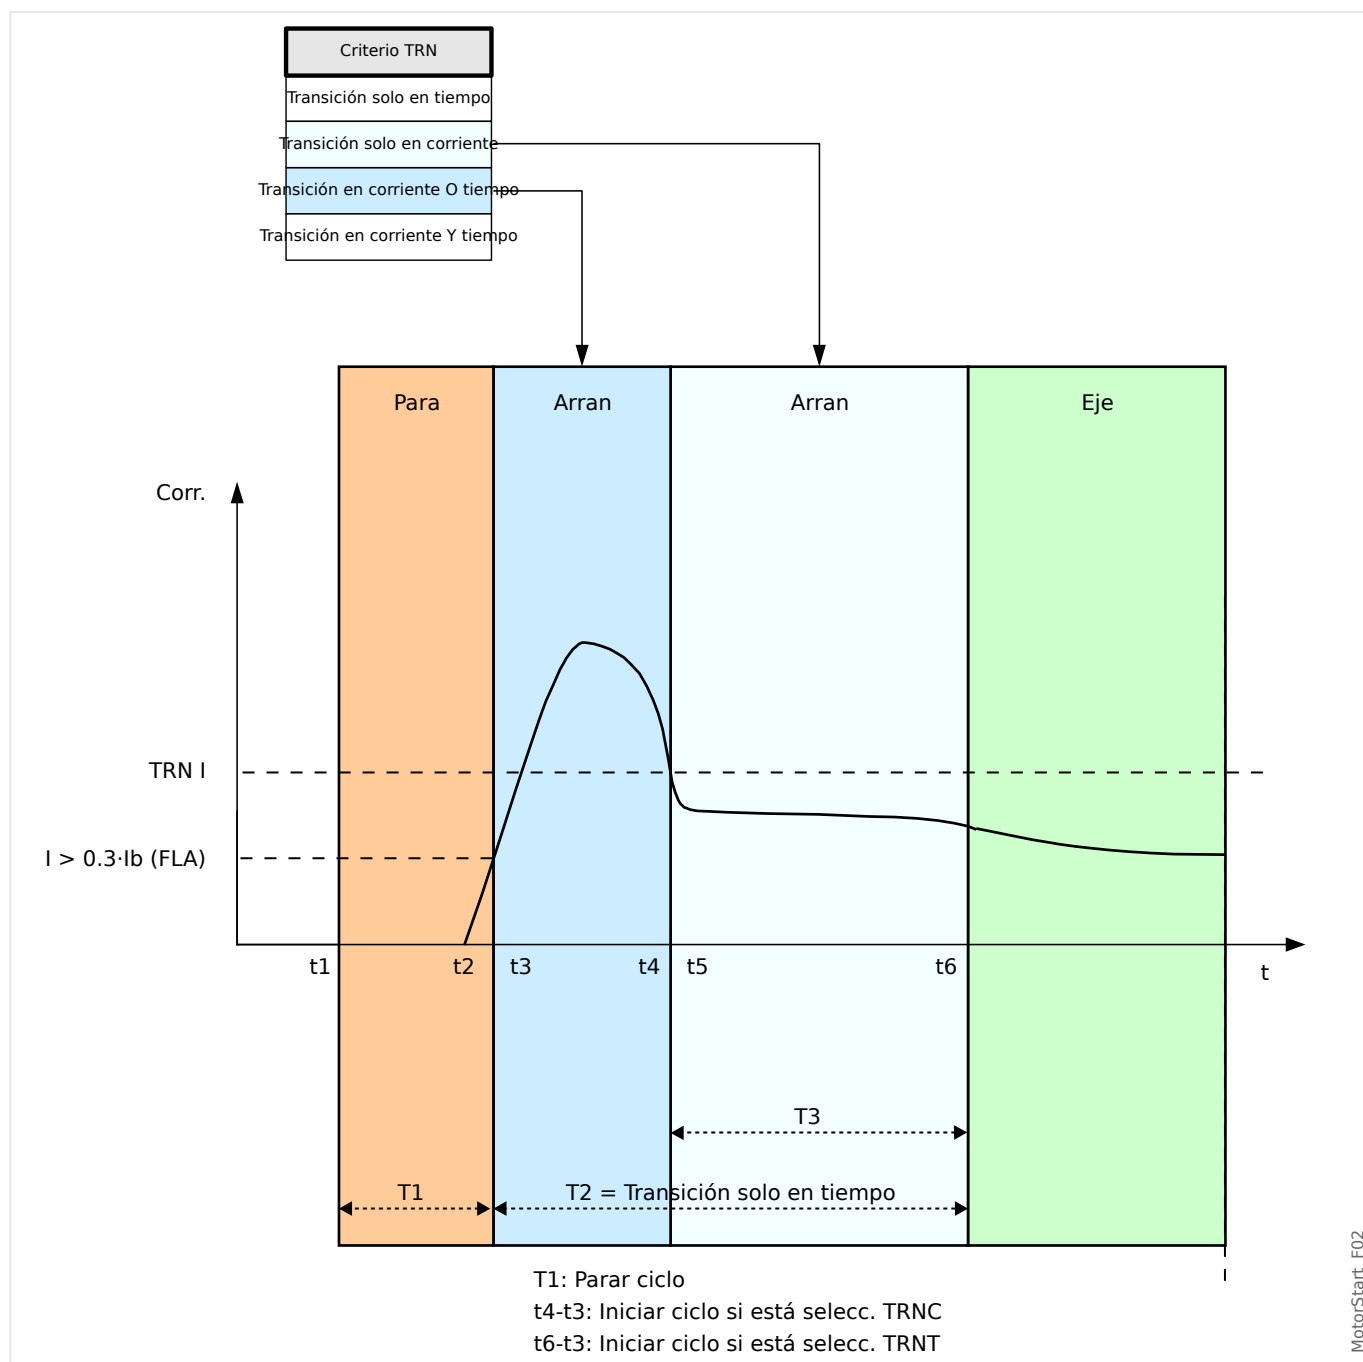 Criterio TRN
Transición solo en tiempo
Transición solo en corriente
Transición en corriente O tiempo
Transición en corriente Y tiempo
Para
Arran
Arran
Eje
Corr.
TRN I
I > 0.3·Ib (FLA)
t1
t2
t3
t4
t5
t6
t
T3
T1
T2 = Transición solo en tiempo
T1: Parar ciclo
t4-t3: Iniciar ciclo si está selecc. TRNC
t6-t3: Iniciar ciclo si está selecc. TRNT
MotorStart_F02